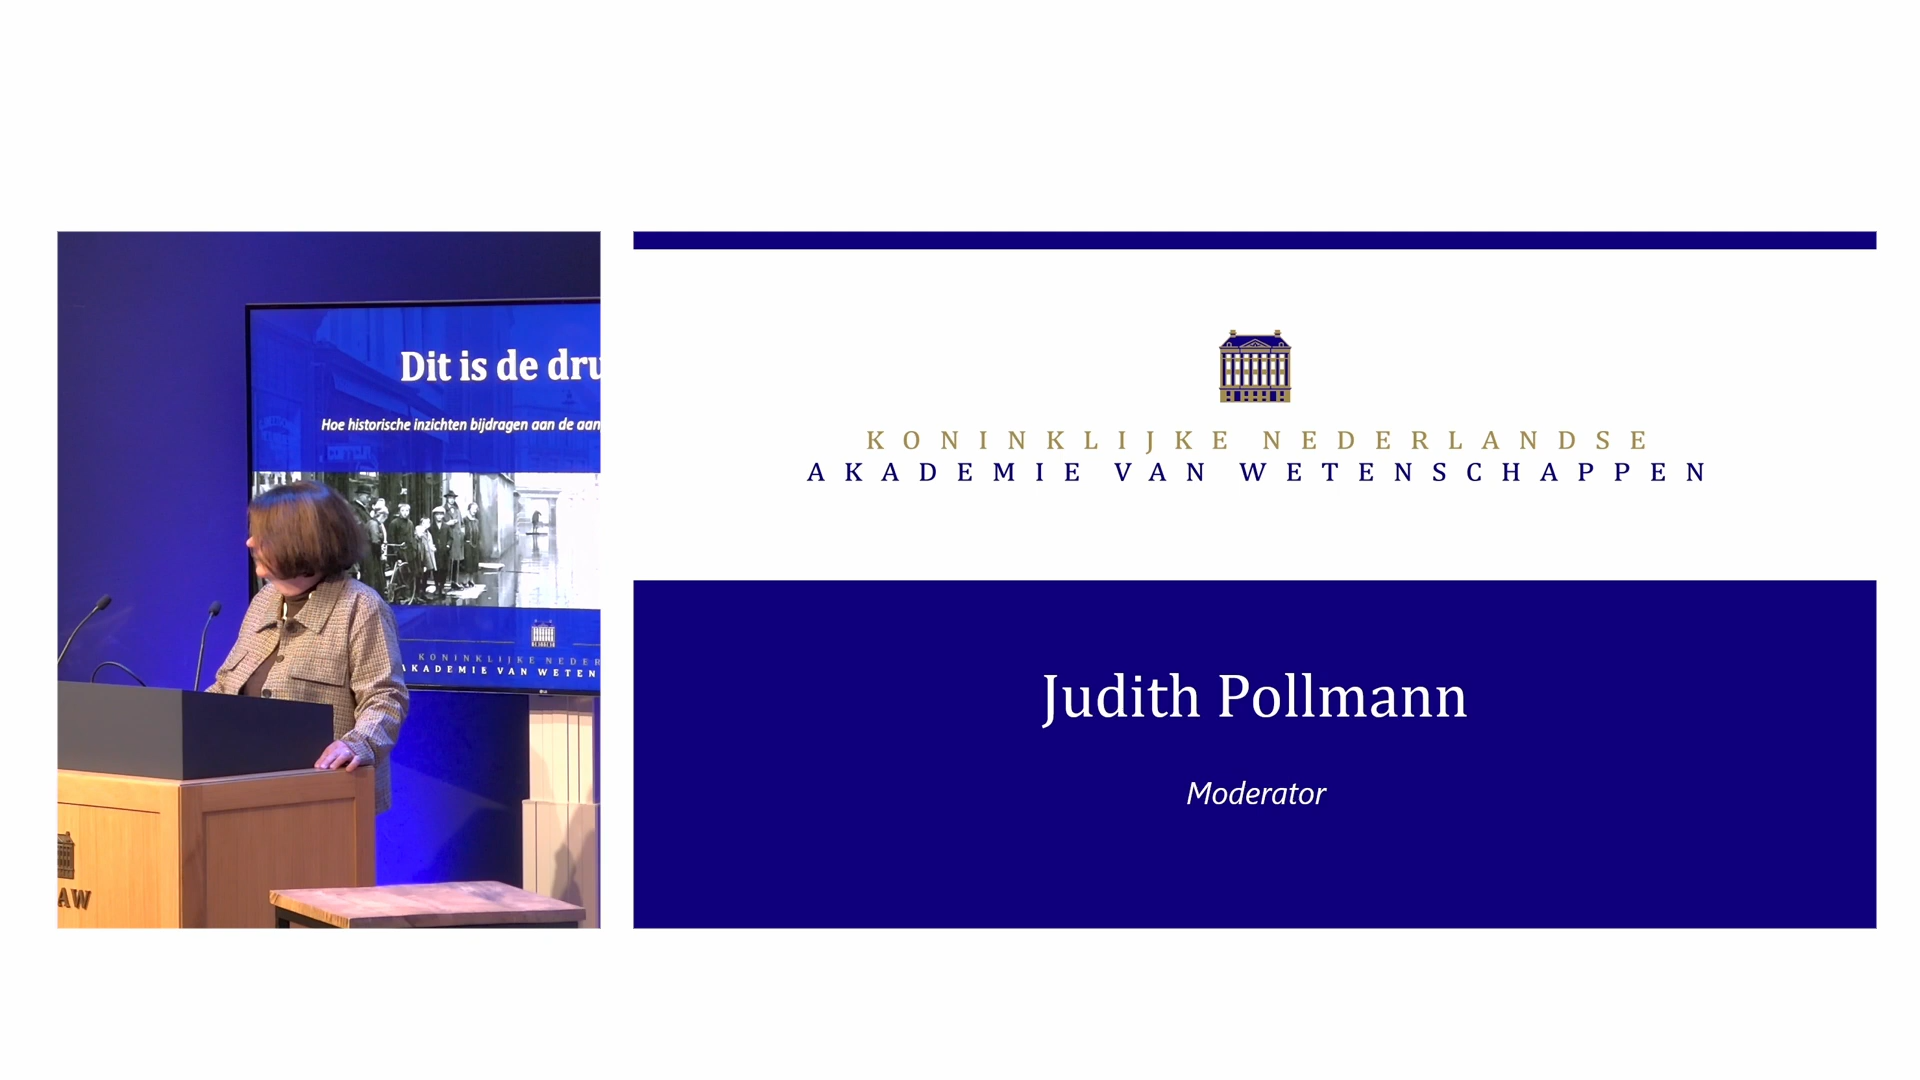 Dit is de dru
Hoe historische inzichten bijdragen aan de aan
KONINKLIJKE NEDER
AKADEMIE VAN WETEN
AW
KONINKLIJKE NEDERLANDSE
AKADEMIE VAN WETENSCHAPPEN
Judith Pollmann
Moderator